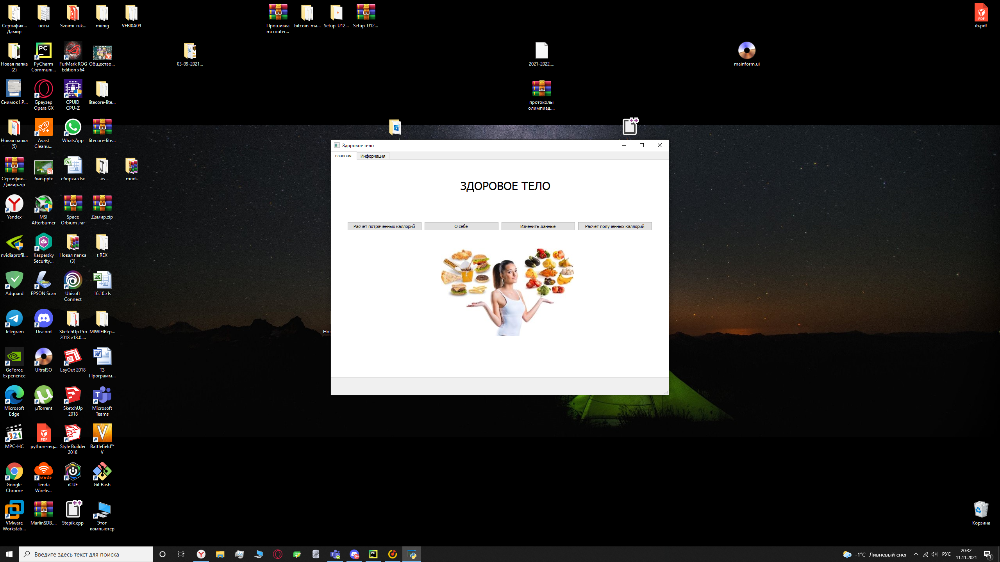 Сертифик...
Дамир
ноты
Svoimi_ruk...
miinig
VFBI0A09
Прошивка
mi router...
bitcoin-ma...
Setup_U12...
Setup_U12...
ib.pdf
Новая папка
(2)
PyCharm
Communi...
FurMark ROG
Edition x64
Общество...
03-09-2021...
2021-2022....
mainform.ui
Снимок1.P...
Браузер
Opera GX
CPUID
CPU-Z
litecore-lite...
протоколы
олимпиад....
Новая папка
(5)
Avast
Cleanu...
WhatsApp
litecore-lite...
Здоровое тело
главная
Информация
Сертифик...
Дамир.zip
био.pptx
сборка.xlsx
.vs
mods
ЗДОРОВОЕ ТЕЛО
Yandex
MSI
Afterburner
Space
Orbium .rar
Дамир.zip
Расчёт потраченных каллорий
О себе
Изменить данные
Расчёт полученных каллорий
nvidiaprofil...
Kaspersky
Security...
Новая папка
(3)
t REX
Adguard
EPSON Scan
Ubisoft
Connect
16.10.xls
Telegram
Discord
SketchUp Pro
2018 v18.0....
MIWIFIRep...
Нов
GeForce
Experience
UltraISO
LayOut 2018
ТЗ
Программ...
Microsoft
Edge
µTorrent
SketchUp
2018
Microsoft
Teams
321
MPC-HC
PDF
python-reg...
Style Builder
2018
Battlefield™
V
Google
Chrome
Tenda
Wirele...
iCUE
Git Bash
VMware
Workstati...
MarlinSDB....
Stepik.cpp
Этот
компьютер
Корзина
Введите здесь текст для поиска
-1°C Ливневый снег
РУС
20:32
11.11.2021
1